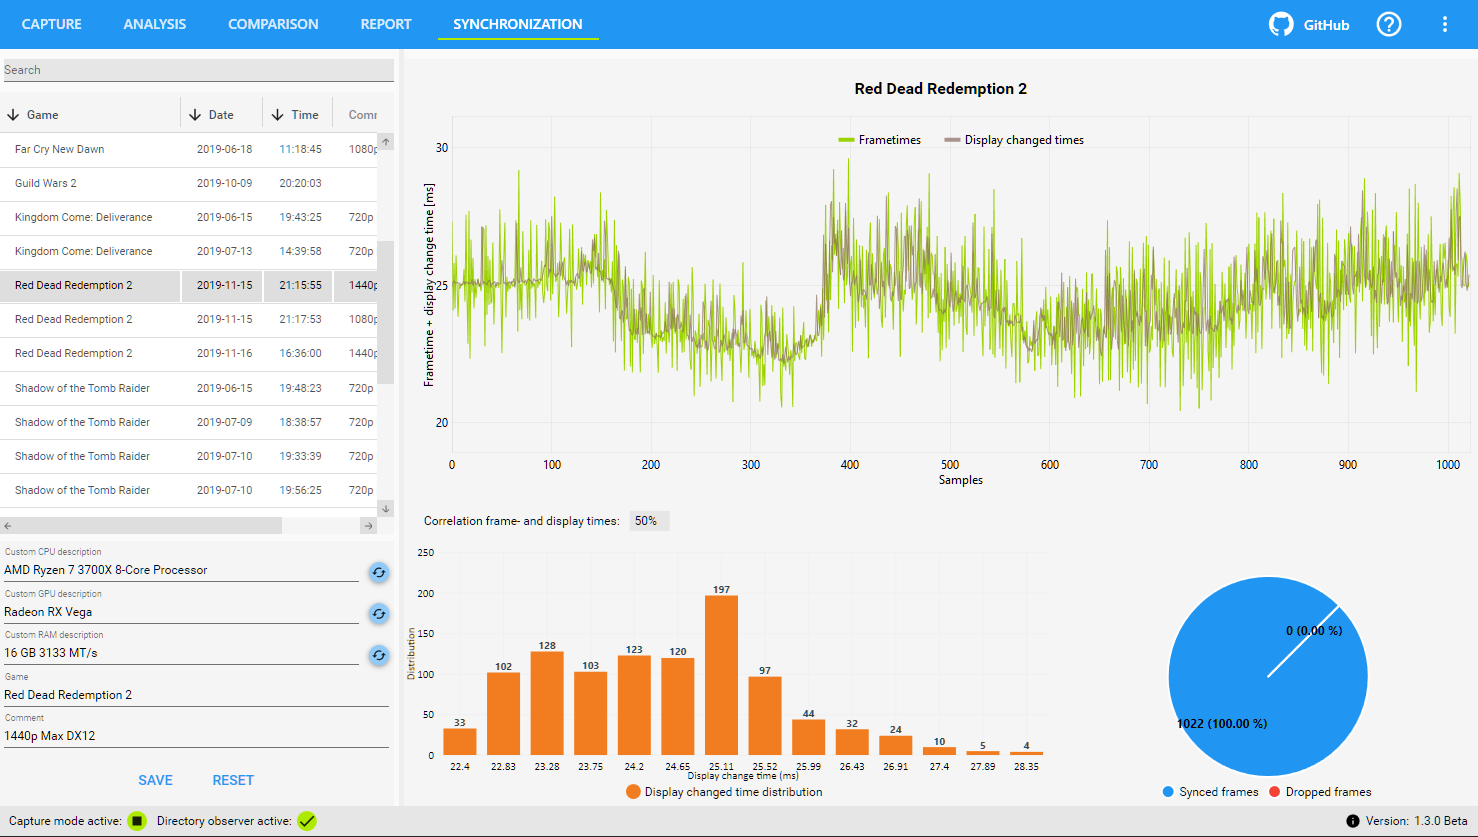 CAPTURE ANALYSIS COMPARISON REPORT SYNCHRONIZATION GitHub
Search
Game Date Time Comm
Far Cry New Dawn 2019-06-18 11:18:45 1080p
Guild Wars 2 2019-10-09 20:20:03
Kingdom Come: Deliverance 2019-06-15 19:43:25 720p
Kingdom Come: Deliverance 2019-07-13 14:39:58 720p
Red Dead Redemption 2 2019-11-15 21:15:55 1440p
Red Dead Redemption 2 2019-11-15 21:17:53 1080p
Red Dead Redemption 2 2019-11-16 16:36:00 1440p
Shadow of the Tomb Raider 2019-06-15 19:48:23 720p
Shadow of the Tomb Raider 2019-07-09 18:38:57 720p
Shadow of the Tomb Raider 2019-07-10 19:33:39 720p
Shadow of the Tomb Raider 2019-07-10 19:56:25 720p
Custom CPU description
AMD Ryzen 7 3700X 8-Core Processor
Custom GPU description
Radeon RX Vega
Custom RAM description
16 GB 3133 MT/s
Game
Red Dead Redemption 2
Comment
1440p Max DX12
SAVE RESET
Red Dead Redemption 2
Frametimes Display changed times
Frametime + display change time [ms]
30
25
20
0 100 200 300 400 500 600 700 800 900 1000
Samples
Correlation frame- and display times: 50%
Distribution
250
200
150
100
50
0
33 102 128 103 123 120 197 97 44 32 24 10 5 4
22.4 22.83 23.28 23.75 24.2 24.65 25.11 25.52 25.99 26.43 26.91 27.4 27.89 28.35
Display change time (ms)
Display changed time distribution
0 (0.00 %)
1022 (100.00 %)
Synced frames Dropped frames
Capture mode active: Directory observer active: Version: 1.3.0 Beta